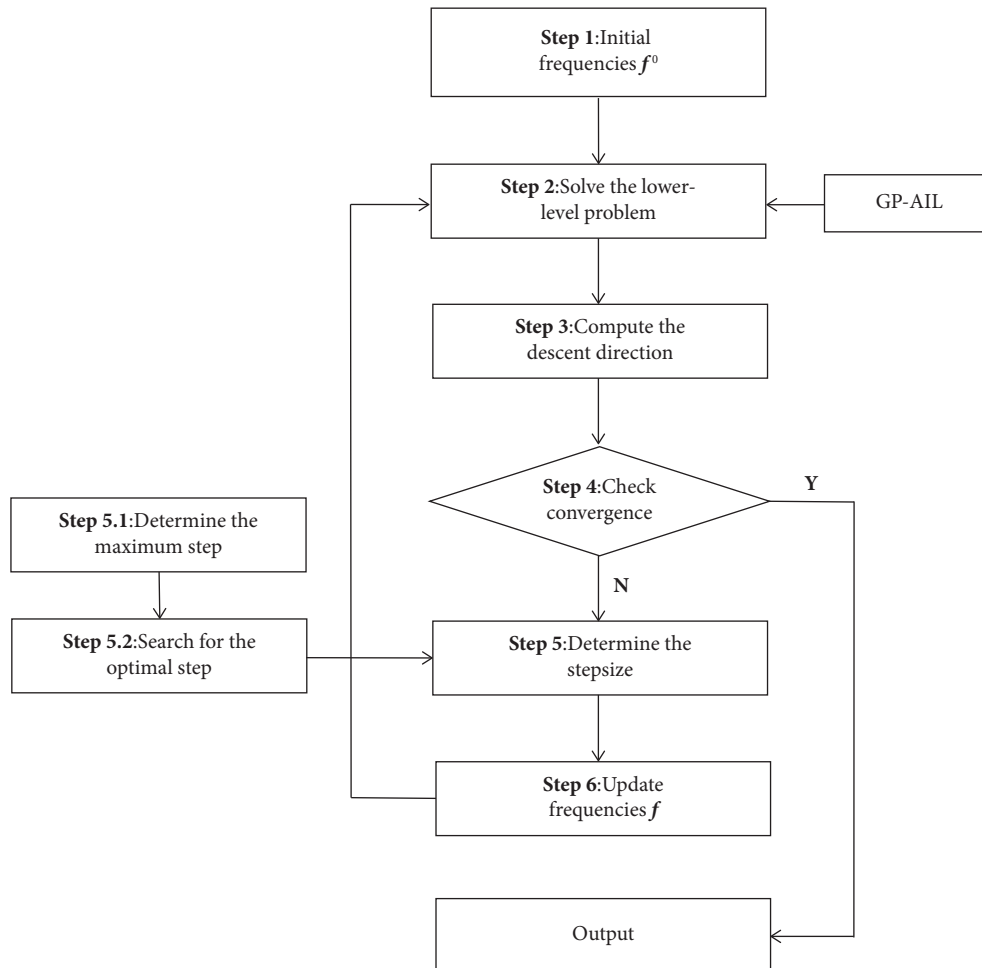 Step 1:Initial
frequencies f⁰
Step 2:Solve the lower-
level problem
GP-AIL
Step 3:Compute the
descent direction
Step 4:Check
convergence
Y
N
Step 5.1:Determine the
maximum step
Step 5.2:Search for the
optimal step
Step 5:Determine the
stepsize
Step 6:Update
frequencies f
Output